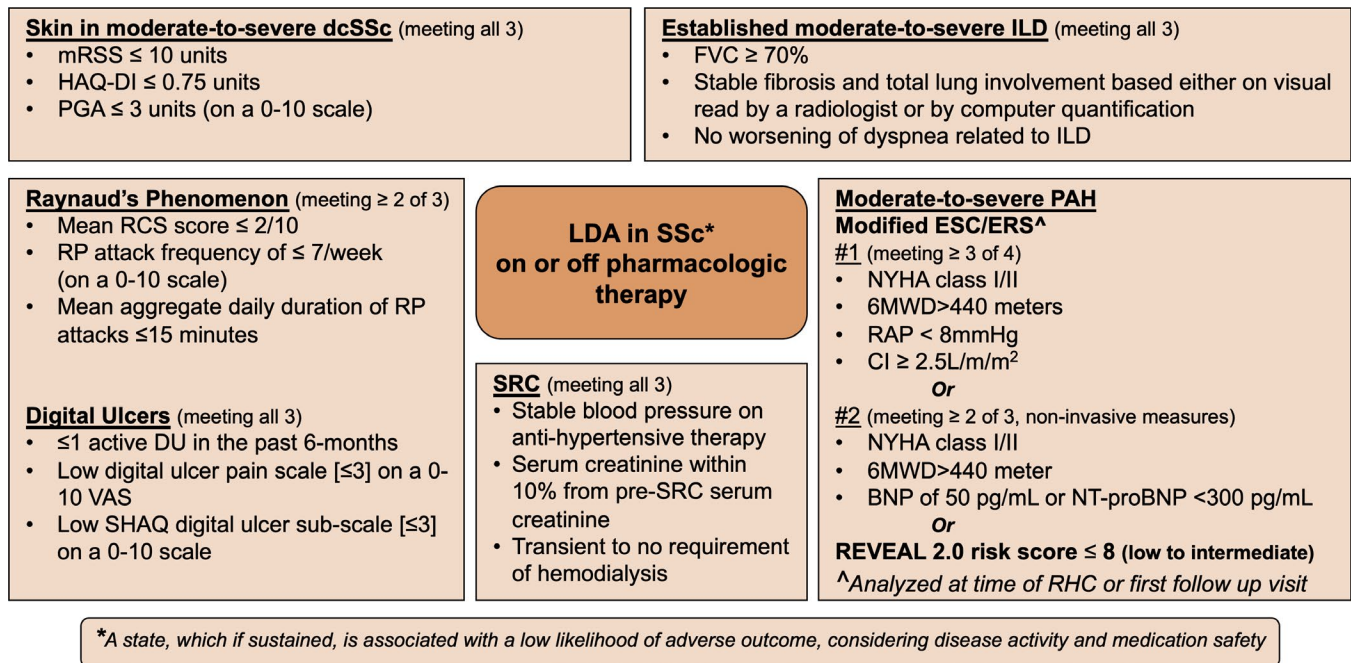 Skin in moderate-to-severe dcSSc (meeting all 3)
• mRSS ≤ 10 units
• HAQ-DI ≤ 0.75 units
• PGA ≤ 3 units (on a 0-10 scale)
Established moderate-to-severe ILD (meeting all 3)
• FVC ≥ 70%
• Stable fibrosis and total lung involvement based either on visual
read by a radiologist or by computer quantification
• No worsening of dyspnea related to ILD
Raynaud's Phenomenon (meeting ≥ 2 of 3)
• Mean RCS score ≤ 2/10
• RP attack frequency of ≤ 7/week
(on a 0-10 scale)
• Mean aggregate daily duration of RP
attacks ≤15 minutes
Digital Ulcers (meeting all 3)
• ≤1 active DU in the past 6-months
• Low digital ulcer pain scale [≤3] on a 0-
10 VAS
• Low SHAQ digital ulcer sub-scale [≤3]
on a 0-10 scale
LDA in SSc*
on or off pharmacologic
therapy
SRC (meeting all 3)
• Stable blood pressure on
anti-hypertensive therapy
• Serum creatinine within
10% from pre-SRC serum
creatinine
• Transient to no requirement
of hemodialysis
Moderate-to-severe PAH
Modified ESC/ERS^
#1 (meeting ≥ 3 of 4)
• NYHA class I/II
• 6MWD>440 meters
• RAP < 8mmHg
• CI ≥ 2.5L/m/m²
Or
#2 (meeting ≥ 2 of 3, non-invasive measures)
• NYHA class I/II
• 6MWD>440 meter
• BNP of 50 pg/mL or NT-proBNP <300 pg/mL
Or
REVEAL 2.0 risk score ≤ 8 (low to intermediate)
^Analyzed at time of RHC or first follow up visit
*A state, which if sustained, is associated with a low likelihood of adverse outcome, considering disease activity and medication safety